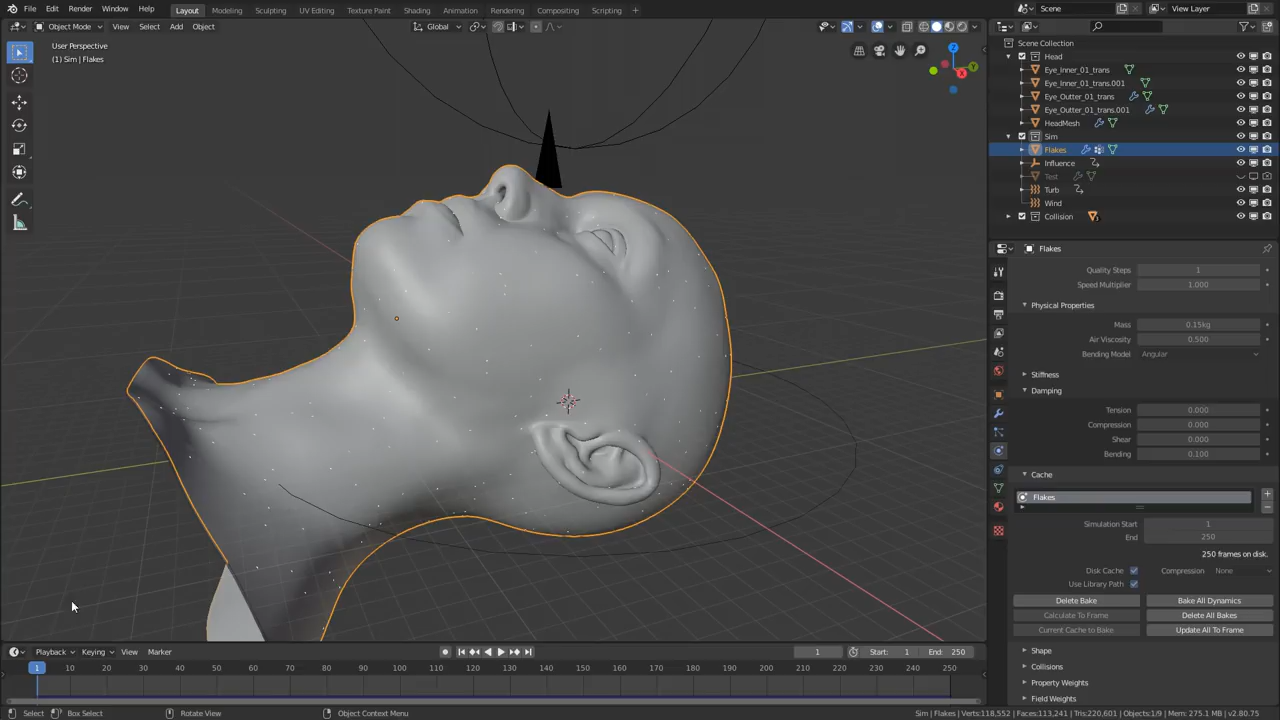 File Edit Render Window Help Layout Modeling Sculpting UV Editing Texture Paint Shading Animation Rendering Compositing Scripting + Scene View Layer
Object Mode View Select Add Object Global
User Perspective
(1) Sim | Flakes
Z
Y
X
Scene Collection
Head
Eye_Inner_01_trans
Eye_Inner_01_trans.001
Eye_Outter_01_trans
Eye_Outter_01_trans.001
HeadMesh
Sim
Flakes
Influence
Test
Turb
Wind
Collision
Flakes
Quality Steps 1
Speed Multiplier 1.000
Physical Properties
Mass 0.15kg
Air Viscosity 0.500
Bending Model Angular
Stiffness
Damping
Tension 0.000
Compression 0.000
Shear 0.000
Bending 0.100
Cache
Flakes
Simulation Start 1
End 250
250 frames on disk.
Disk Cache Compression None
Use Library Path
Delete Bake Bake All Dynamics
Calculate To Frame Delete All Bakes
Current Cache to Bake Update All To Frame
Shape
Collisions
Property Weights
Field Weights
Playback Keying View Marker 1 Start: 1 End: 250
1 10 20 30 40 50 60 70 80 90 100 110 120 130 140 150 160 170 180 190 200 210 220 230 240 250
Select Box Select Rotate View Object Context Menu Sim | Flakes | Verts:118,552 | Faces:113,241 | Tris:220,601 | Objects:1/9 | Mem: 275.1 MB | v2.80.75